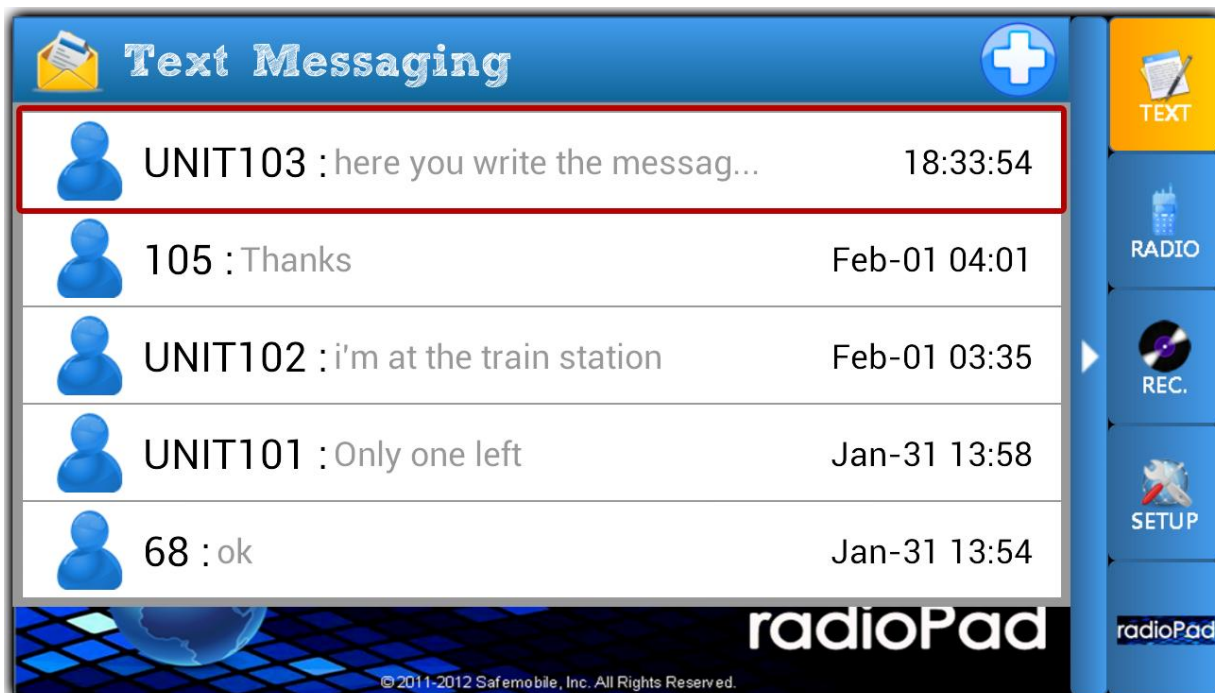 Text Messaging
UNIT103 : here you write the messag... 18:33:54
105 : Thanks Feb-01 04:01
UNIT102 : i'm at the train station Feb-01 03:35
UNIT101 : Only one left Jan-31 13:58
68 : ok Jan-31 13:54
radioPad
© 2011-2012 Safemobile, Inc. All Rights Reserved.
TEXT
RADIO
REC.
SETUP
radioPad